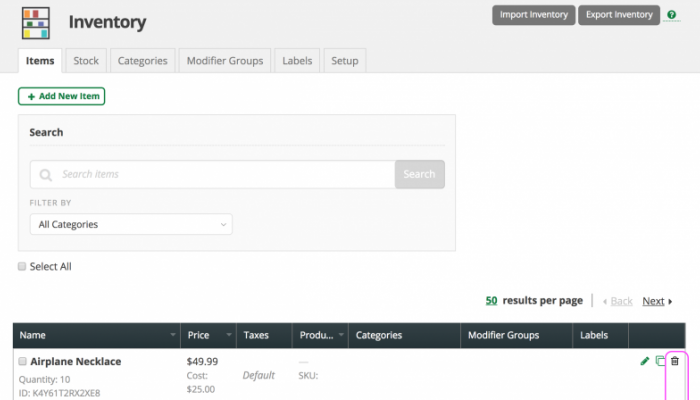 Inventory
Import Inventory Export Inventory ?
Items Stock Categories Modifier Groups Labels Setup
+ Add New Item
Search
Search items Search
FILTER BY
All Categories
Select All
50 results per page Back Next
Name Price Taxes Produ... Categories Modifier Groups Labels
Airplane Necklace $49.99 —
Quantity: 10 Cost: Default SKU:
ID: K4Y61T2RX2XE8 $25.00